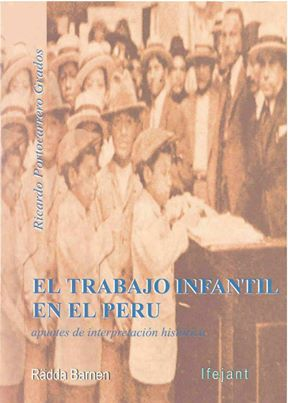 Ricardo Portocarrero Grados
EL TRABAJO INFANTIL
EN EL PERU
apuntes de interpretación histórica
Rädda Barnen
Ifejant